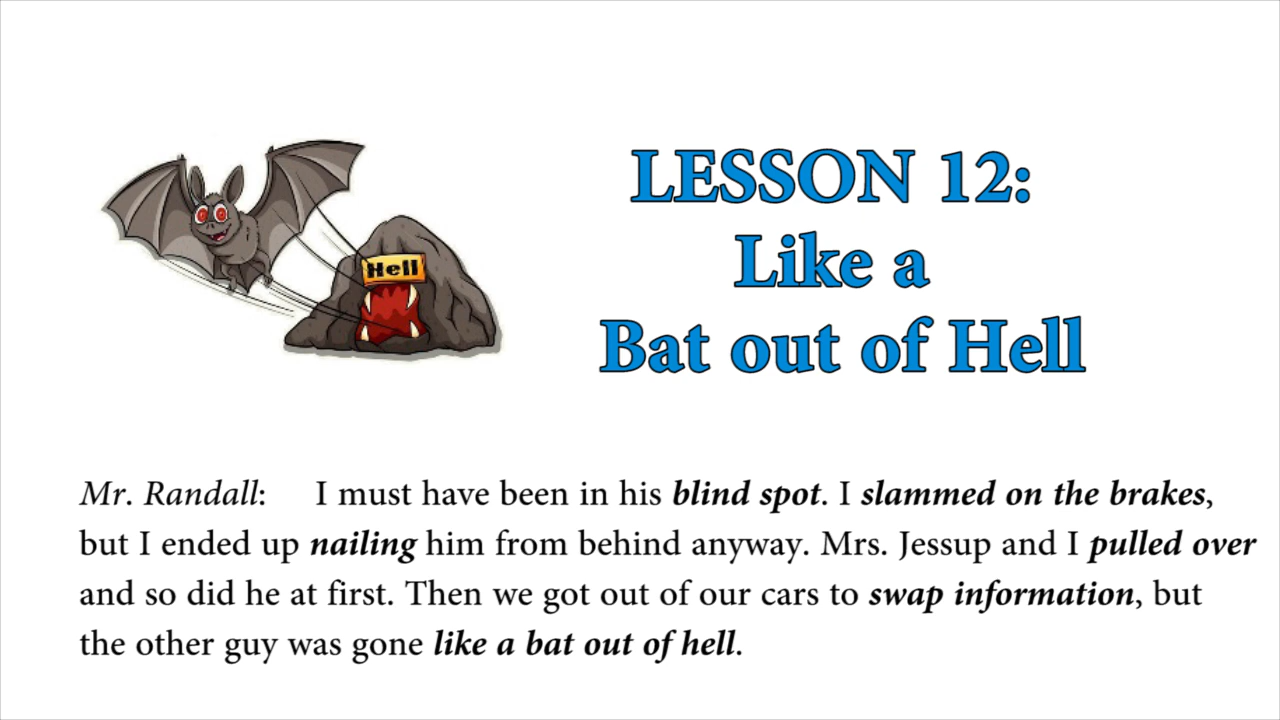 Hell
LESSON 12:
Like a
Bat out of Hell
Mr. Randall: I must have been in his blind spot. I slammed on the brakes,
but I ended up nailing him from behind anyway. Mrs. Jessup and I pulled over
and so did he at first. Then we got out of our cars to swap information, but
the other guy was gone like a bat out of hell.